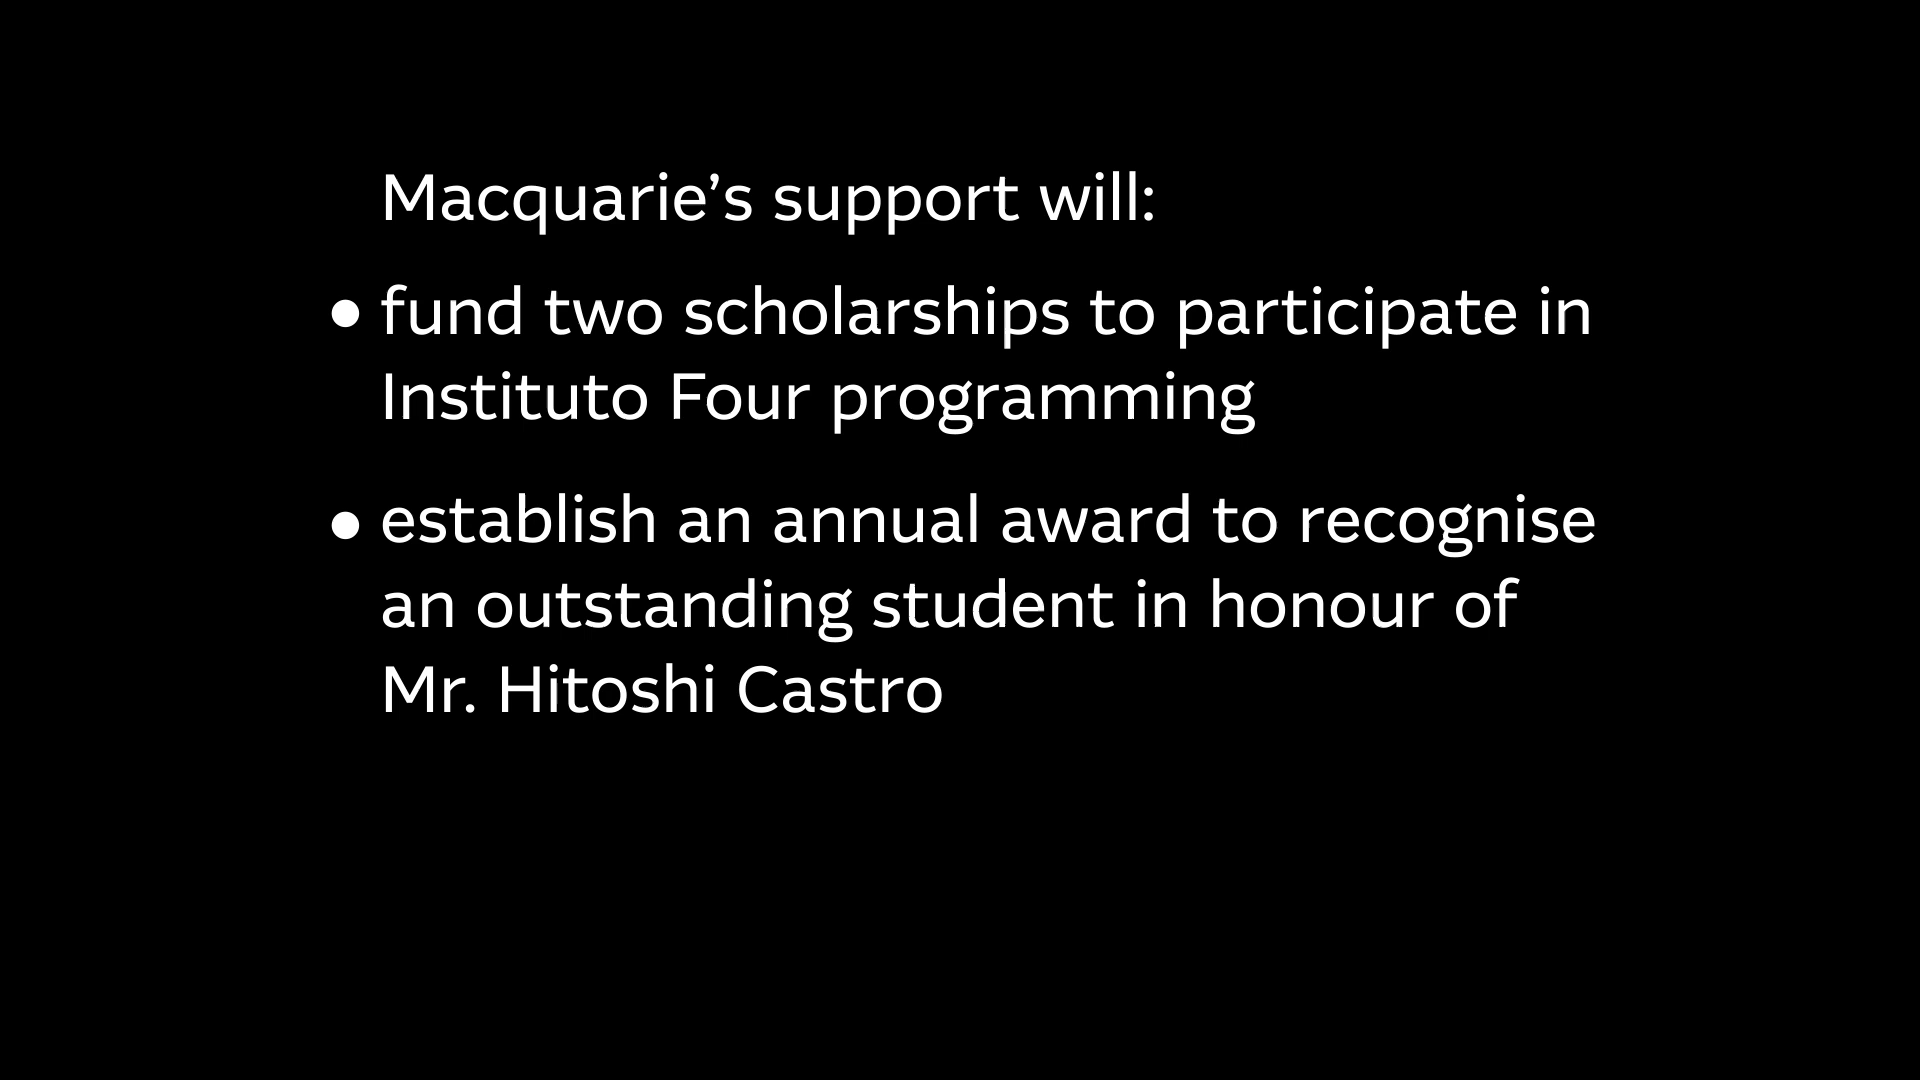 Macquarie’s support will:
• fund two scholarships to participate in
Instituto Four programming
• establish an annual award to recognise
an outstanding student in honour of
Mr. Hitoshi Castro